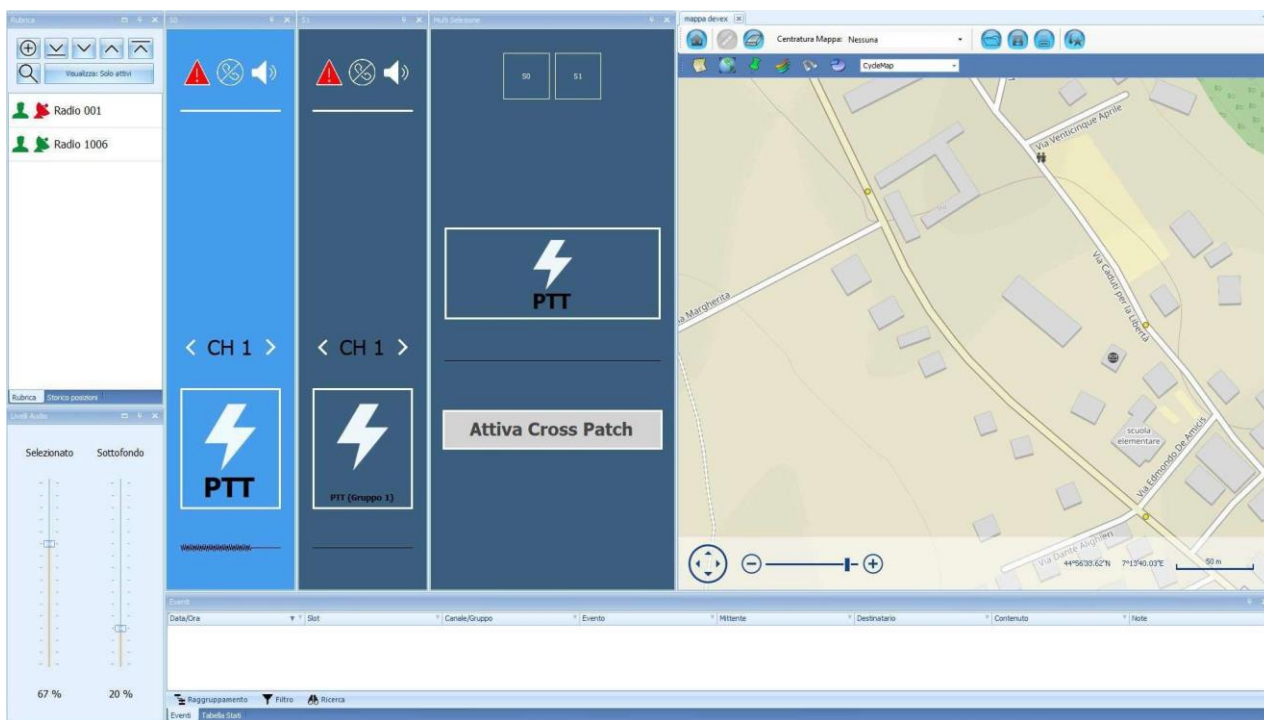 Rubrica
Visualizza: Solo attivi
Radio 001
Radio 1006
Rubrica Storico posizioni
Livelli Audio
Selezionato Sottofondo
67 % 20 %
S0
CH 1
PTT
S1
CH 1
PTT (Gruppo 1)
Multi Selezione
S0 S1
PTT
Attiva Cross Patch
mappa devex
Centratura Mappa: Nessuna
CycleMap
Via Venticinque Aprile
Via Caduti per la Libertà
Margherita
scuola
elementare
Via Edmondo De Amicis
Via Dante Alighieri
44°56'33.62"N 7°13'40.03"E 50 m
Eventi
Data/Ora Slot Canale/Gruppo Evento Mittente Destinatario Contenuto Note
Raggruppamento Filtro Ricerca
Eventi Tabella Stati